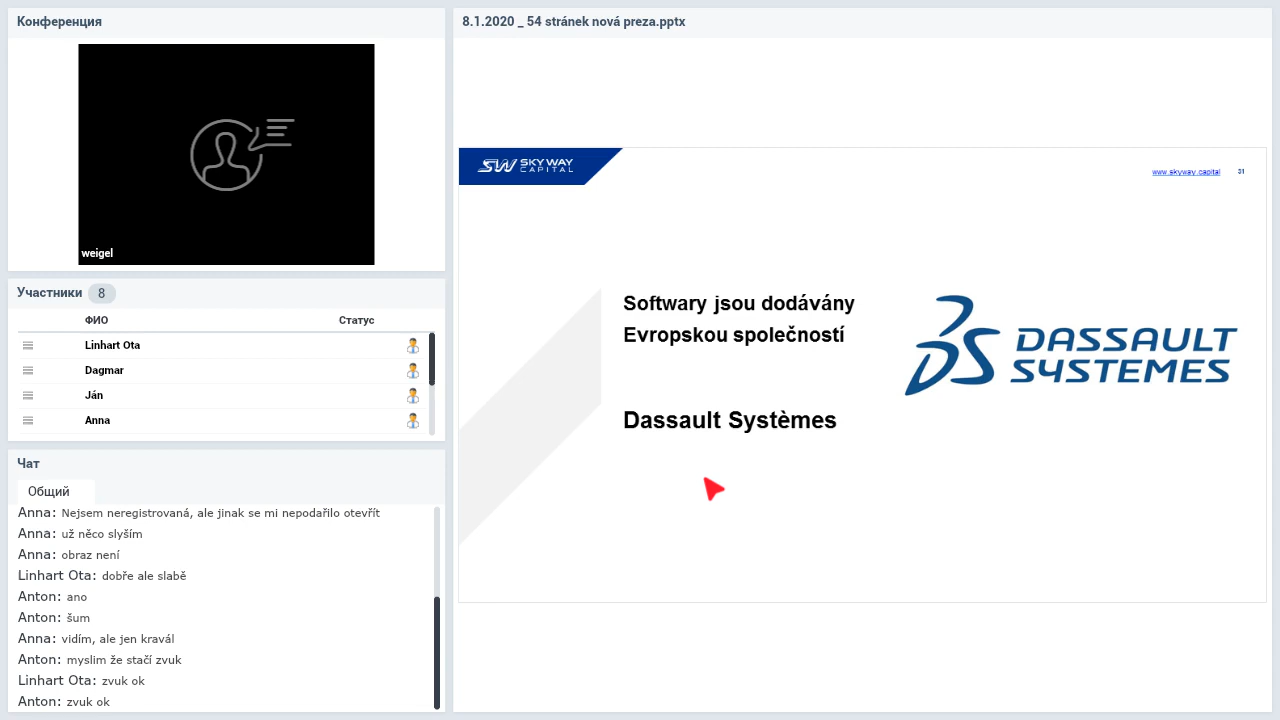 Конференция
weigel
Участники 8
ФИО Статус
Linhart Ota
Dagmar
Ján
Anna
Чат
Общий
Anna: Nejsem neregistrovaná, ale jinak se mi nepodařilo otevřít
Anna: už něco slyším
Anna: obraz není
Linhart Ota: dobře ale slabě
Anton: ano
Anton: šum
Anna: vidím, ale jen kravál
Anton: myslim že stačí zvuk
Linhart Ota: zvuk ok
Anton: zvuk ok
8.1.2020 _ 54 stránek nová preza.pptx
SW SKY WAY
CAPITAL
www.skyway.capital 31
Softwary jsou dodávány
Evropskou společností
Dassault Systèmes
DASSAULT
SYSTEMES